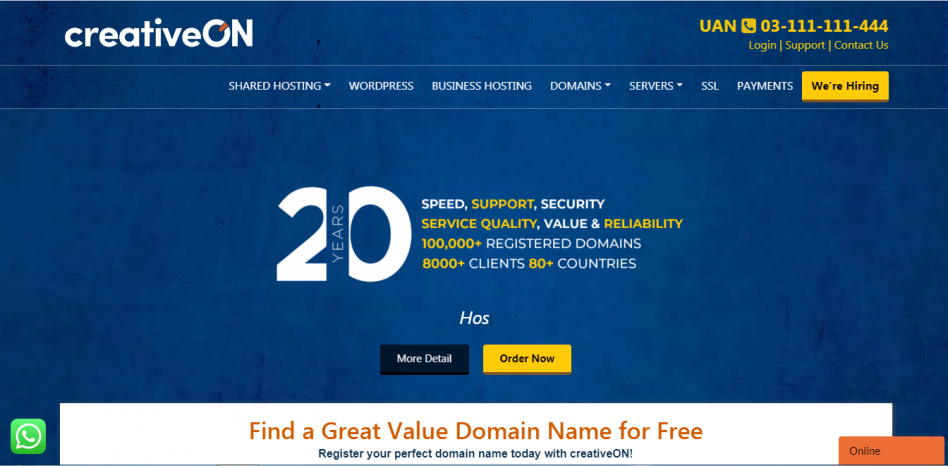 creativeON
UAN 03-111-111-444
Login | Support | Contact Us
SHARED HOSTING WORDPRESS BUSINESS HOSTING DOMAINS SERVERS SSL PAYMENTS We're Hiring
20 YEARS
SPEED, SUPPORT, SECURITY
SERVICE QUALITY, VALUE & RELIABILITY
100,000+ REGISTERED DOMAINS
8000+ CLIENTS 80+ COUNTRIES
Hos
More Detail Order Now
Find a Great Value Domain Name for Free
Register your perfect domain name today with creativeON!
Online